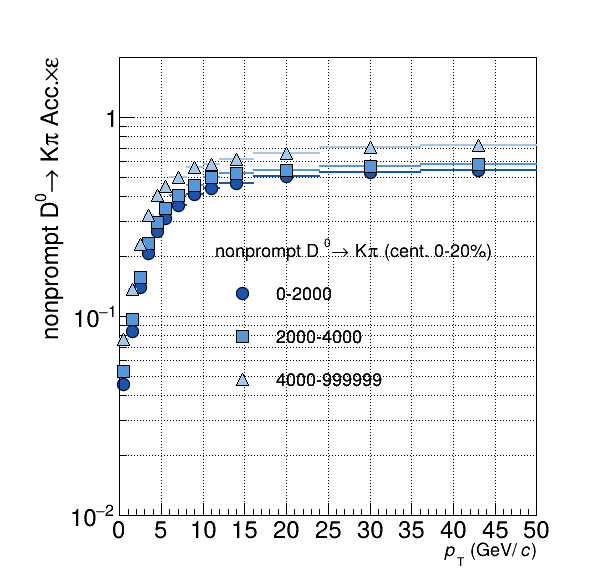 nonprompt D⁰→ Kπ Acc.×ε
1
10⁻¹
10⁻²
nonprompt D ⁰→ Kπ (cent. 0-20%)
0-2000
2000-4000
4000-999999
0 5 10 15 20 25 30 35 40 45 50
p_T (GeV/c)